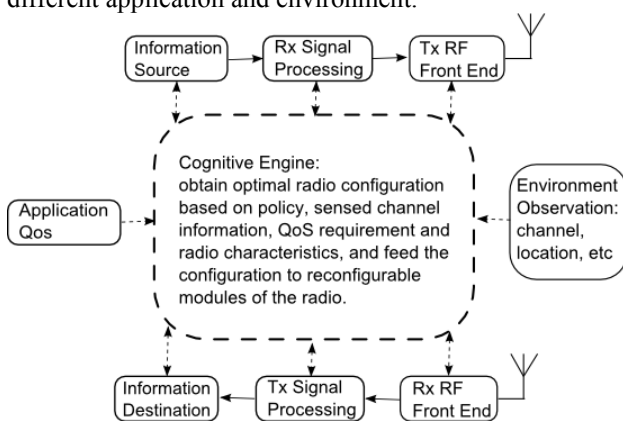 different application and environment.
Information
Source
Rx Signal
Processing
Tx RF
Front End
Cognitive Engine:
obtain optimal radio configuration
based on policy, sensed channel
information, QoS requirement and
radio characteristics, and feed the
configuration to reconfigurable
modules of the radio.
Application
Qos
Environment
Observation:
channel,
location, etc
Information
Destination
Tx Signal
Processing
Rx RF
Front End